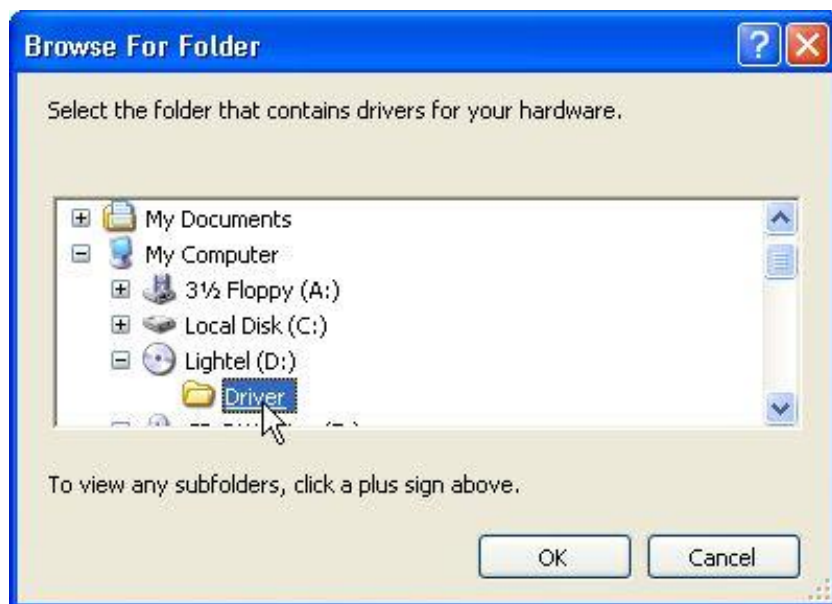 Browse For Folder
Select the folder that contains drivers for your hardware.
My Documents
My Computer
3½ Floppy (A:)
Local Disk (C:)
Lightel (D:)
Driver
To view any subfolders, click a plus sign above.
OK
Cancel